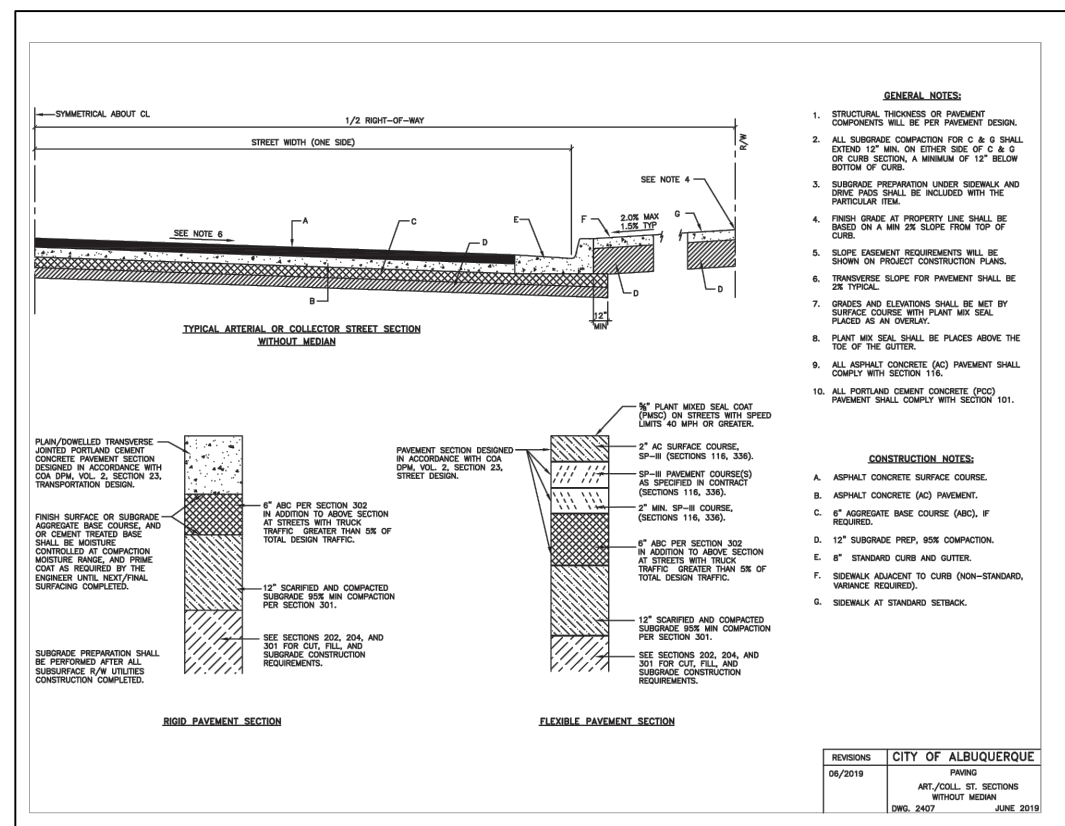 SYMMETRICAL ABOUT CL
1/2 RIGHT-OF-WAY
STREET WIDTH (ONE SIDE)
R/W
SEE NOTE 4
SEE NOTE 6
A
C
D
E
F
2.0% MAX
1.5% TYP
G
B
D
D
12"
MIN
TYPICAL ARTERIAL OR COLLECTOR STREET SECTION
WITHOUT MEDIAN
PLAIN/DOWELLED TRANSVERSE
JOINTED PORTLAND CEMENT
CONCRETE PAVEMENT SECTION
DESIGNED IN ACCORDANCE WITH
COA DPM, VOL. 2, SECTION 23,
TRANSPORTATION DESIGN.
FINISH SURFACE OR SUBGRADE
AGGREGATE BASE COURSE, AND
OR CEMENT TREATED BASE
SHALL BE MOISTURE
CONTROLLED AT COMPACTION
MOISTURE RANGE, AND PRIME
COAT AS REQUIRED BY THE
ENGINEER UNTIL NEXT/FINAL
SURFACING COMPLETED.
SUBGRADE PREPARATION SHALL
BE PERFORMED AFTER ALL
SUBSURFACE R/W UTILITIES
CONSTRUCTION COMPLETED.
6" ABC PER SECTION 302
IN ADDITION TO ABOVE SECTION
AT STREETS WITH TRUCK
TRAFFIC GREATER THAN 5% OF
TOTAL DESIGN TRAFFIC.
12" SCARIFIED AND COMPACTED
SUBGRADE 95% MIN COMPACTION
PER SECTION 301.
SEE SECTIONS 202, 204, AND
301 FOR CUT, FILL, AND
SUBGRADE CONSTRUCTION
REQUIREMENTS.
RIGID PAVEMENT SECTION
PAVEMENT SECTION DESIGNED
IN ACCORDANCE WITH COA
DPM, VOL. 2, SECTION 23,
STREET DESIGN.
⅝" PLANT MIXED SEAL COAT
(PMSC) ON STREETS WITH SPEED
LIMITS 40 MPH OR GREATER.
2" AC SURFACE COURSE,
SP-III (SECTIONS 116, 336).
SP-III PAVEMENT COURSE(S)
AS SPECIFIED IN CONTRACT
(SECTIONS 116, 336).
2" MIN. SP-III COURSE,
(SECTIONS 116, 336).
6" ABC PER SECTION 302
IN ADDITION TO ABOVE SECTION
AT STREETS WITH TRUCK
TRAFFIC GREATER THAN 5% OF
TOTAL DESIGN TRAFFIC.
12" SCARIFIED AND COMPACTED
SUBGRADE 95% MIN COMPACTION
PER SECTION 301.
SEE SECTIONS 202, 204, AND
301 FOR CUT, FILL, AND
SUBGRADE CONSTRUCTION
REQUIREMENTS.
FLEXIBLE PAVEMENT SECTION
GENERAL NOTES:
1. STRUCTURAL THICKNESS OR PAVEMENT
COMPONENTS WILL BE PER PAVEMENT DESIGN.
2. ALL SUBGRADE COMPACTION FOR C & G SHALL
EXTEND 12" MIN. ON EITHER SIDE OF C & G
OR CURB SECTION, A MINIMUM OF 12" BELOW
BOTTOM OF CURB.
3. SUBGRADE PREPARATION UNDER SIDEWALK AND
DRIVE PADS SHALL BE INCLUDED WITH THE
PARTICULAR ITEM.
4. FINISH GRADE AT PROPERTY LINE SHALL BE
BASED ON A MIN 2% SLOPE FROM TOP OF
CURB.
5. SLOPE EASEMENT REQUIREMENTS WILL BE
SHOWN ON PROJECT CONSTRUCTION PLANS.
6. TRANSVERSE SLOPE FOR PAVEMENT SHALL BE
2% TYPICAL.
7. GRADES AND ELEVATIONS SHALL BE MET BY
SURFACE COURSE WITH PLANT MIX SEAL
PLACED AS AN OVERLAY.
8. PLANT MIX SEAL SHALL BE PLACES ABOVE THE
TOE OF THE GUTTER.
9. ALL ASPHALT CONCRETE (AC) PAVEMENT SHALL
COMPLY WITH SECTION 116.
10. ALL PORTLAND CEMENT CONCRETE (PCC)
PAVEMENT SHALL COMPLY WITH SECTION 101.
CONSTRUCTION NOTES:
A. ASPHALT CONCRETE SURFACE COURSE.
B. ASPHALT CONCRETE (AC) PAVEMENT.
C. 6" AGGREGATE BASE COURSE (ABC), IF
REQUIRED.
D. 12" SUBGRADE PREP, 95% COMPACTION.
E. 8" STANDARD CURB AND GUTTER.
F. SIDEWALK ADJACENT TO CURB (NON-STANDARD,
VARIANCE REQUIRED).
G. SIDEWALK AT STANDARD SETBACK.
REVISIONS
06/2019
CITY OF ALBUQUERQUE
PAVING
ART./COLL. ST. SECTIONS
WITHOUT MEDIAN
DWG. 2407 JUNE 2019